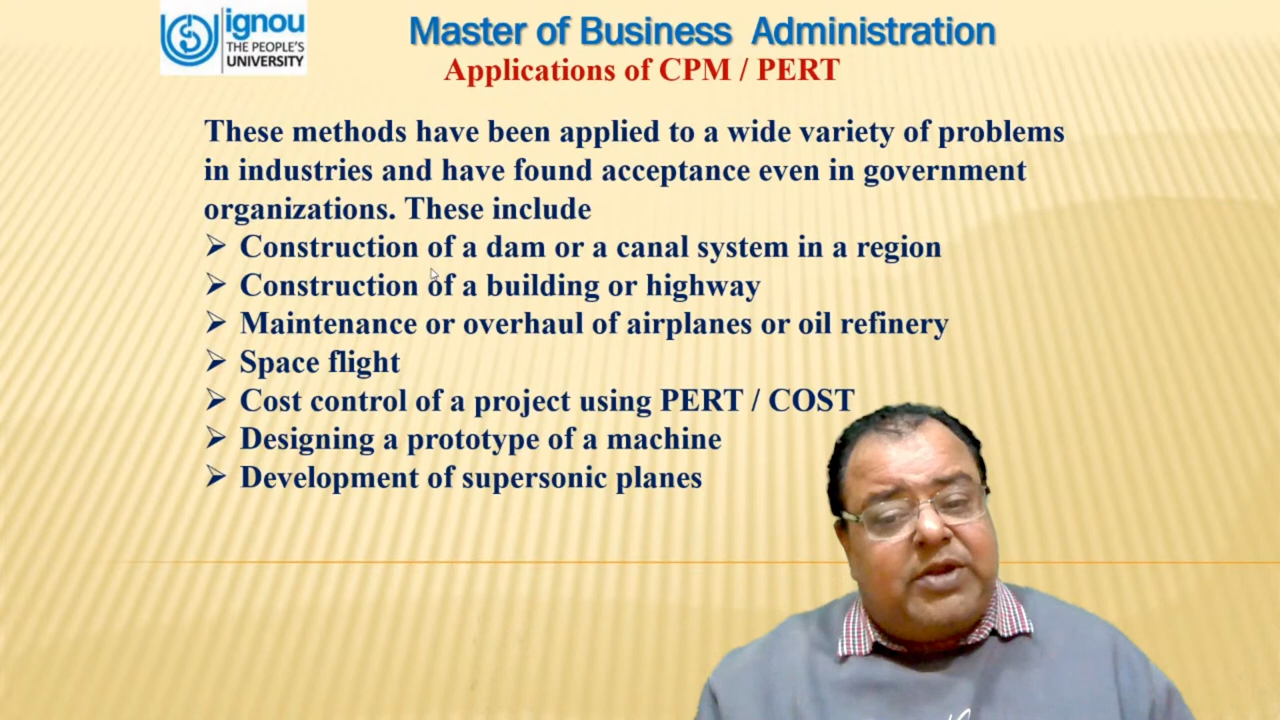 ignou
THE PEOPLE'S
UNIVERSITY
Master of Business Administration
Applications of CPM / PERT
These methods have been applied to a wide variety of problems
in industries and have found acceptance even in government
organizations. These include
➢ Construction of a dam or a canal system in a region
➢ Construction of a building or highway
➢ Maintenance or overhaul of airplanes or oil refinery
➢ Space flight
➢ Cost control of a project using PERT / COST
➢ Designing a prototype of a machine
➢ Development of supersonic planes